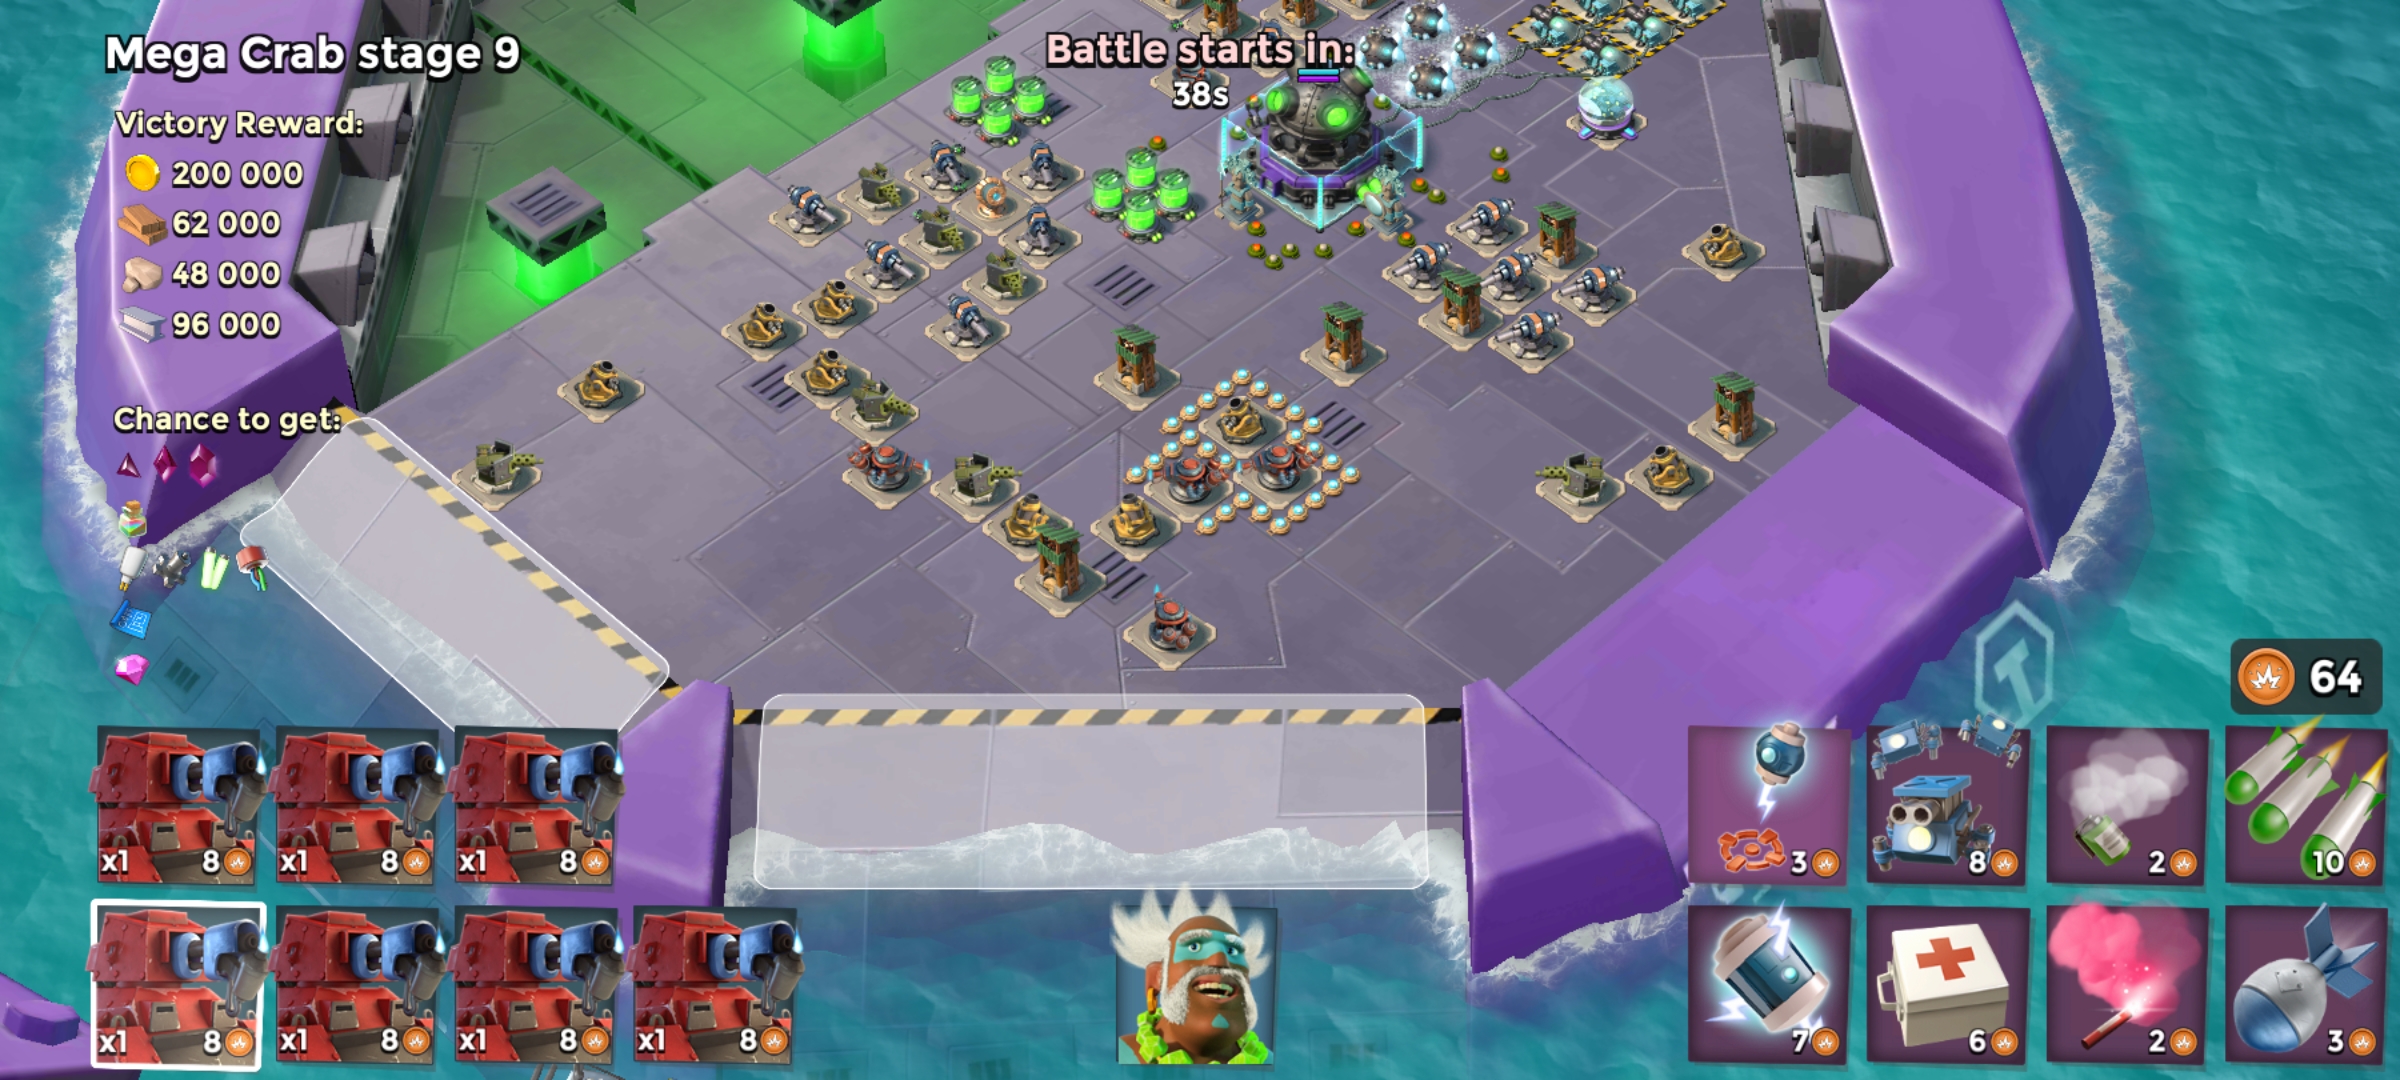 Mega Crab stage 9
Battle starts in:
38s
Victory Reward:
200 000
62 000
48 000
96 000
Chance to get:
64
x1 8
x1 8
x1 8
3
8
2
10
x1 8
x1 8
x1 8
x1 8
7
6
2
3